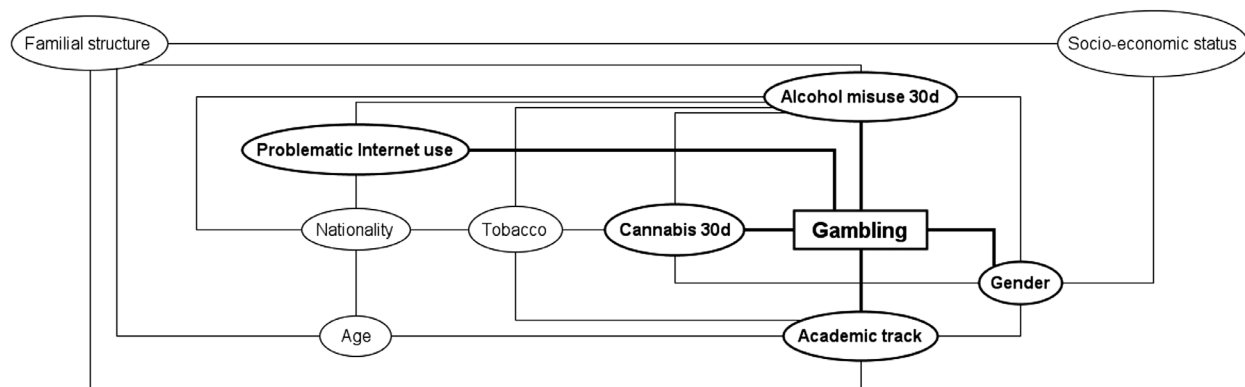 Familial structure
Socio-economic status
Alcohol misuse 30d
Problematic Internet use
Nationality
Tobacco
Cannabis 30d
Gambling
Gender
Age
Academic track